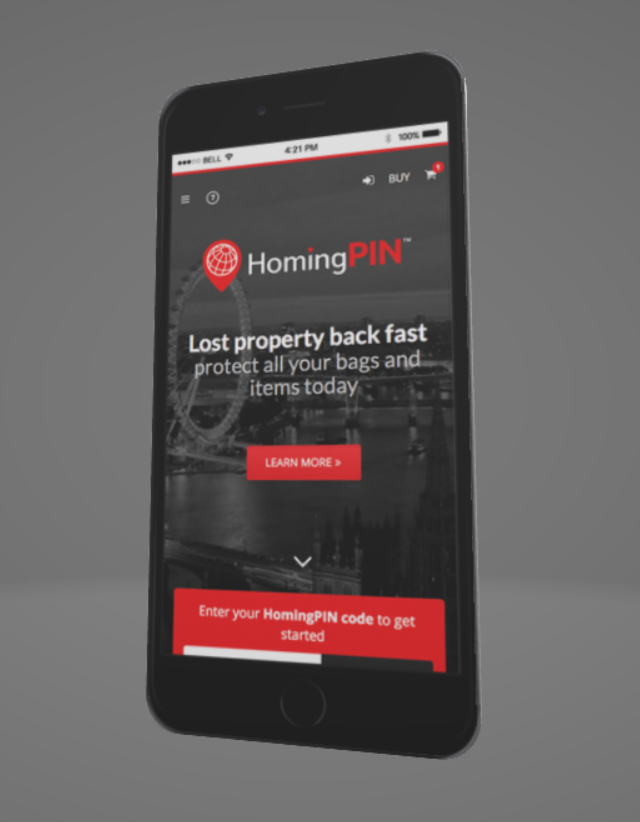 BELL 4:21 PM 100%
? BUY 1
HomingPIN™
Lost property back fast
protect all your bags and
items today
LEARN MORE »
Enter your HomingPIN code to get
started